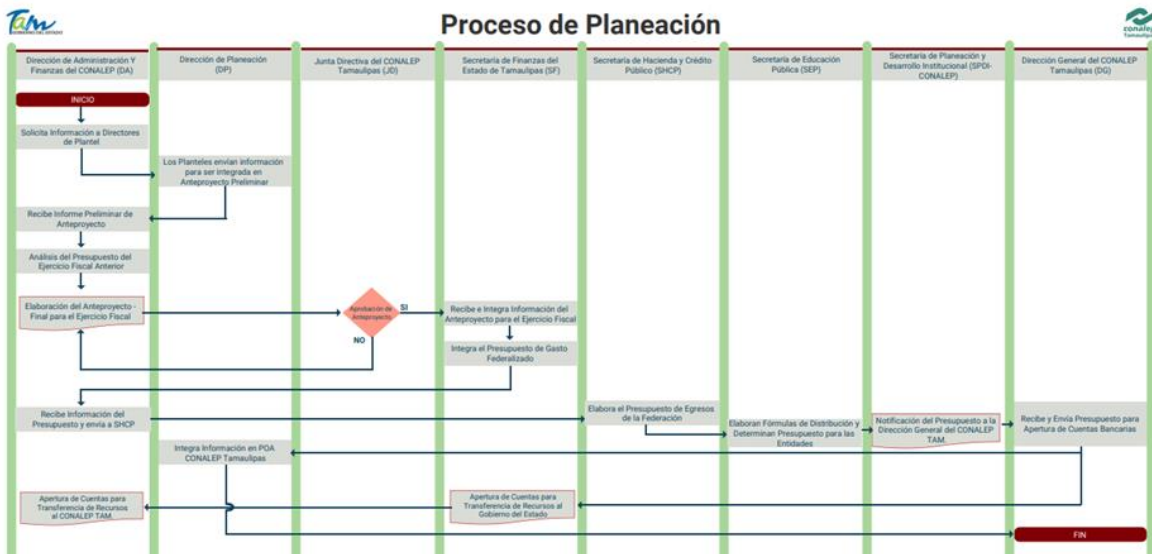 Tam
GOBIERNO DEL ESTADO
Proceso de Planeación
conalep
Tamaulipas
Dirección de Administración Y
Finanzas del CONALEP (DA)
Dirección de Planeación
(DP)
Junta Directiva del CONALEP
Tamaulipas (JD)
Secretaría de Finanzas del
Estado de Tamaulipas (SF)
Secretaría de Hacienda y Crédito
Público (SHCP)
Secretaría de Educación
Pública (SEP)
Secretaría de Planeación y
Desarrollo Institucional (SPDI-
CONALEP)
Dirección General del CONALEP
Tamaulipas (DG)
INICIO
Solicita Información a Directores
de Plantel
Los Planteles envían información
para ser integrada en
Anteproyecto Preliminar
Recibe Informe Preliminar de
Anteproyecto
Análisis del Presupuesto del
Ejercicio Fiscal Anterior
Elaboración del Anteproyecto -
Final para el Ejercicio Fiscal
Aprobación de
Anteproyecto
SI
NO
Recibe e Integra Información del
Anteproyecto para el Ejercicio Fiscal
Integra el Presupuesto de Gasto
Federalizado
Recibe Información del
Presupuesto y envía a SHCP
Elabora el Presupuesto de Egresos
de la Federación
Elaboran Fórmulas de Distribución y
Determinan Presupuesto para las
Entidades
Notificación del Presupuesto a la
Dirección General del CONALEP
TAM.
Recibe y Envía Presupuesto para
Apertura de Cuentas Bancarias
Integra Información en POA
CONALEP Tamaulipas
Apertura de Cuentas para
Transferencia de Recursos
al CONALEP TAM.
Apertura de Cuentas para
Transferencia de Recursos al
Gobierno del Estado
FIN